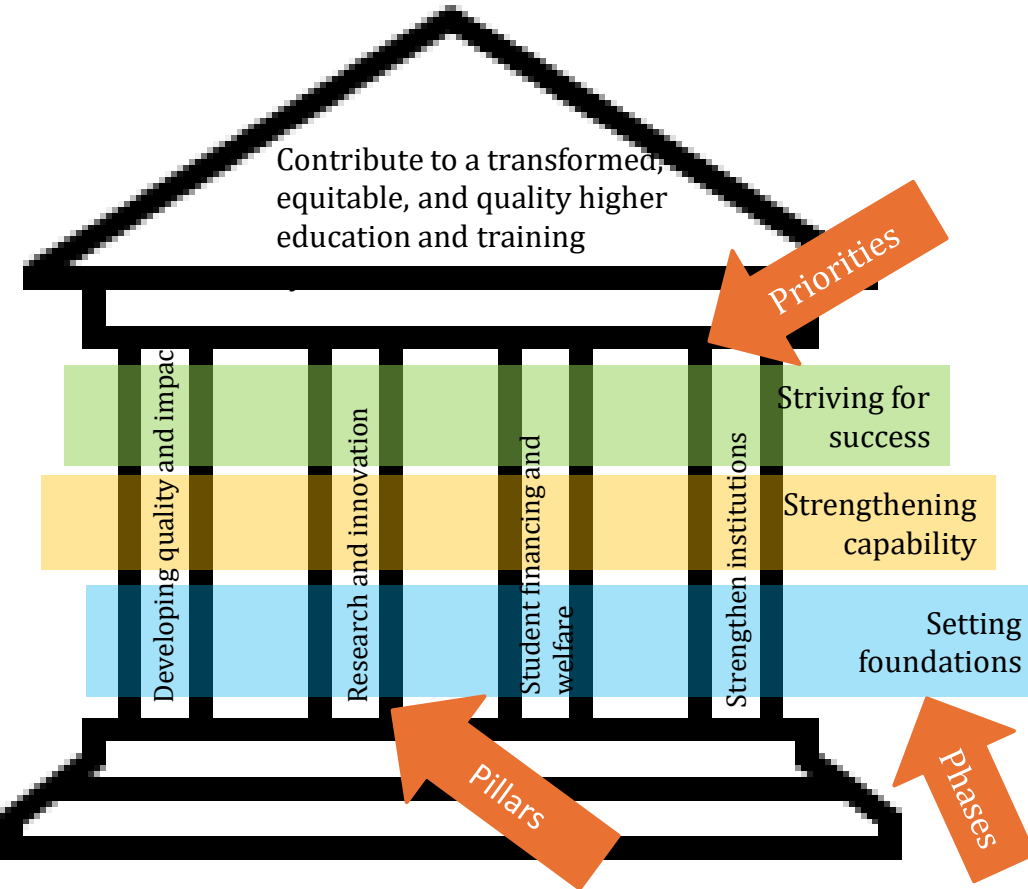 Contribute to a transformed,
equitable, and quality higher
education and training
Priorities
Striving for
success
Strengthening
capability
Setting
foundations
Developing quality and impac
Research and innovation
Student financing and
welfare
Strengthen institutions
Pillars
Phases